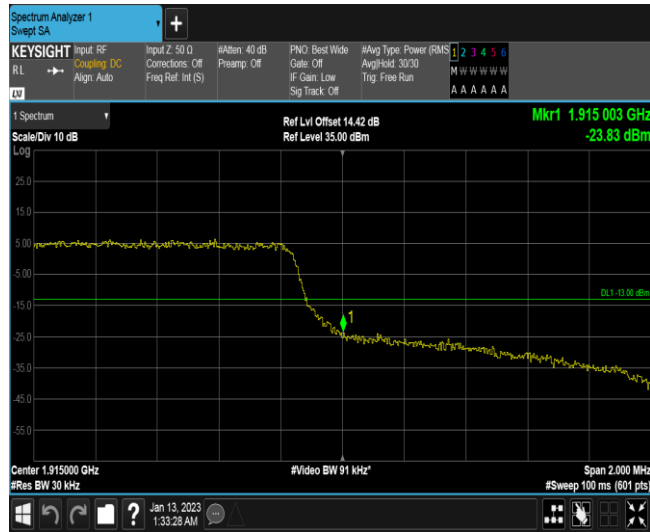 Spectrum Analyzer 1
Swept SA
KEYSIGHT
RL
LXI
Input: RF
Coupling: DC
Align: Auto
Input Z: 50 Ω
Corrections: Off
Freq Ref: Int (S)
#Atten: 40 dB
Preamp: Off
PNO: Best Wide
Gate: Off
IF Gain: Low
Sig Track: Off
#Avg Type: Power (RMS
Avg|Hold: 30/30
Trig: Free Run
1 2 3 4 5 6
M W W W W W
A A A A A A
1 Spectrum
Scale/Div 10 dB
Ref Lvl Offset 14.42 dB
Ref Level 35.00 dBm
Mkr1 1.915 003 GHz
-23.83 dBm
Log
25.0
15.0
5.00
-5.00
DL1 -13.00 dBm
-15.0
1
-25.0
-35.0
-45.0
-55.0
Center 1.915000 GHz
#Res BW 30 kHz
#Video BW 91 kHz*
Span 2.000 MHz
#Sweep 100 ms (601 pts)
?
Jan 13, 2023
1:33:28 AM